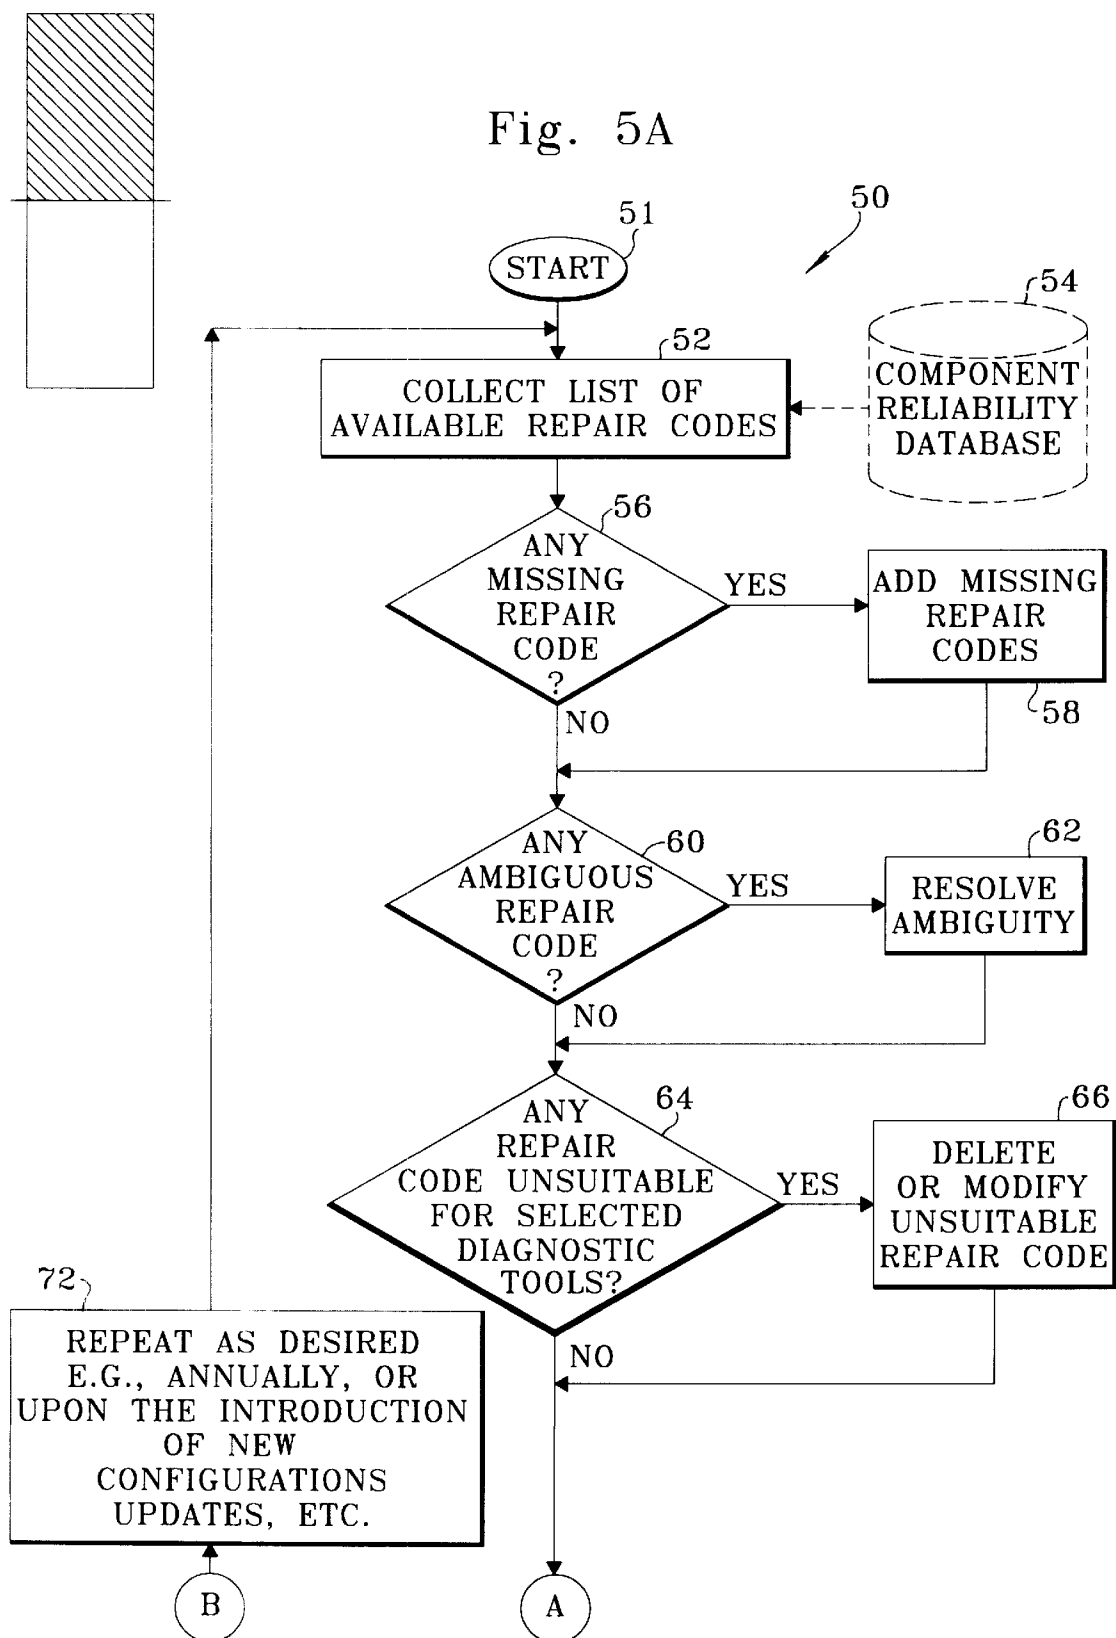 Fig. 5A
50
51
START
54
52
COLLECT LIST OF
AVAILABLE REPAIR CODES
COMPONENT
RELIABILITY
DATABASE
56
ANY
MISSING
REPAIR
CODE
?
YES
ADD MISSING
REPAIR
CODES
58
NO
60
ANY
AMBIGUOUS
REPAIR
CODE
?
YES
62
RESOLVE
AMBIGUITY
NO
64
ANY
REPAIR
CODE UNSUITABLE
FOR SELECTED
DIAGNOSTIC
TOOLS?
YES
66
DELETE
OR MODIFY
UNSUITABLE
REPAIR CODE
NO
72
REPEAT AS DESIRED
E.G., ANNUALLY, OR
UPON THE INTRODUCTION
OF NEW
CONFIGURATIONS
UPDATES, ETC.
B
A